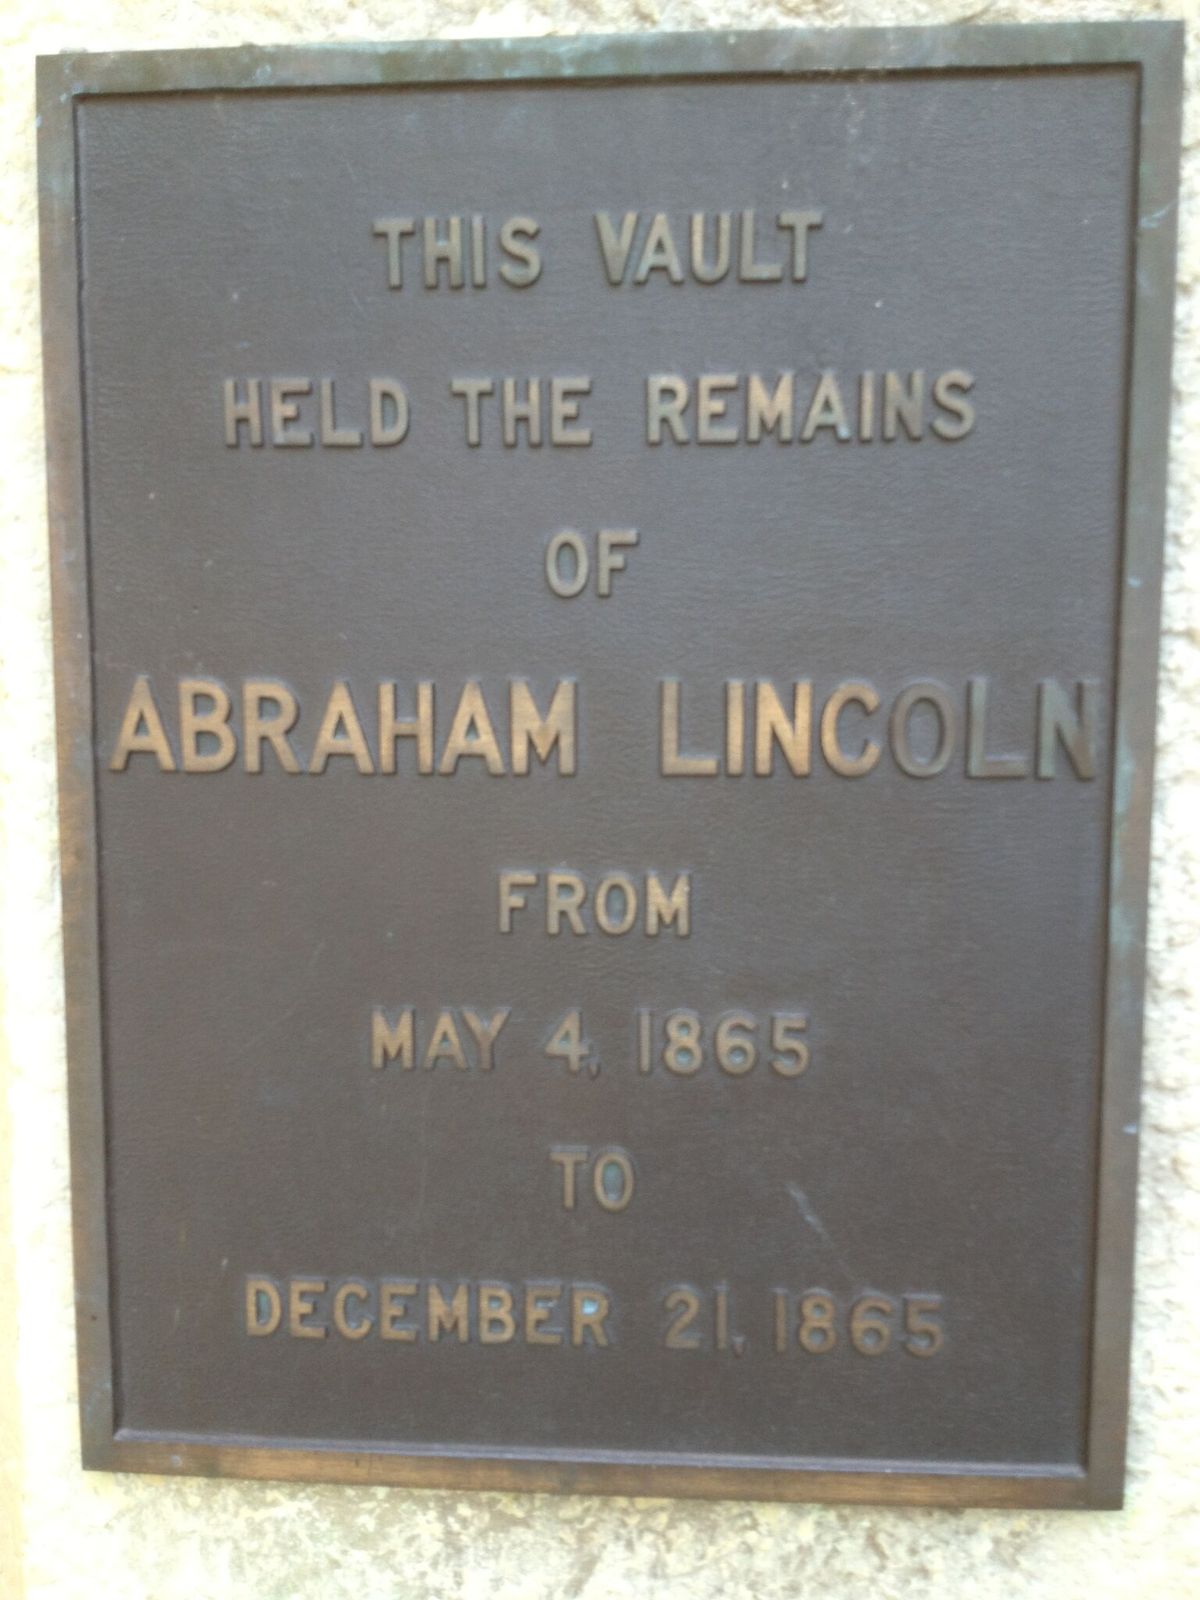 THIS VAULT
HELD THE REMAINS
OF
ABRAHAM LINCOLN
FROM
MAY 4, 1865
TO
DECEMBER 21, 1865